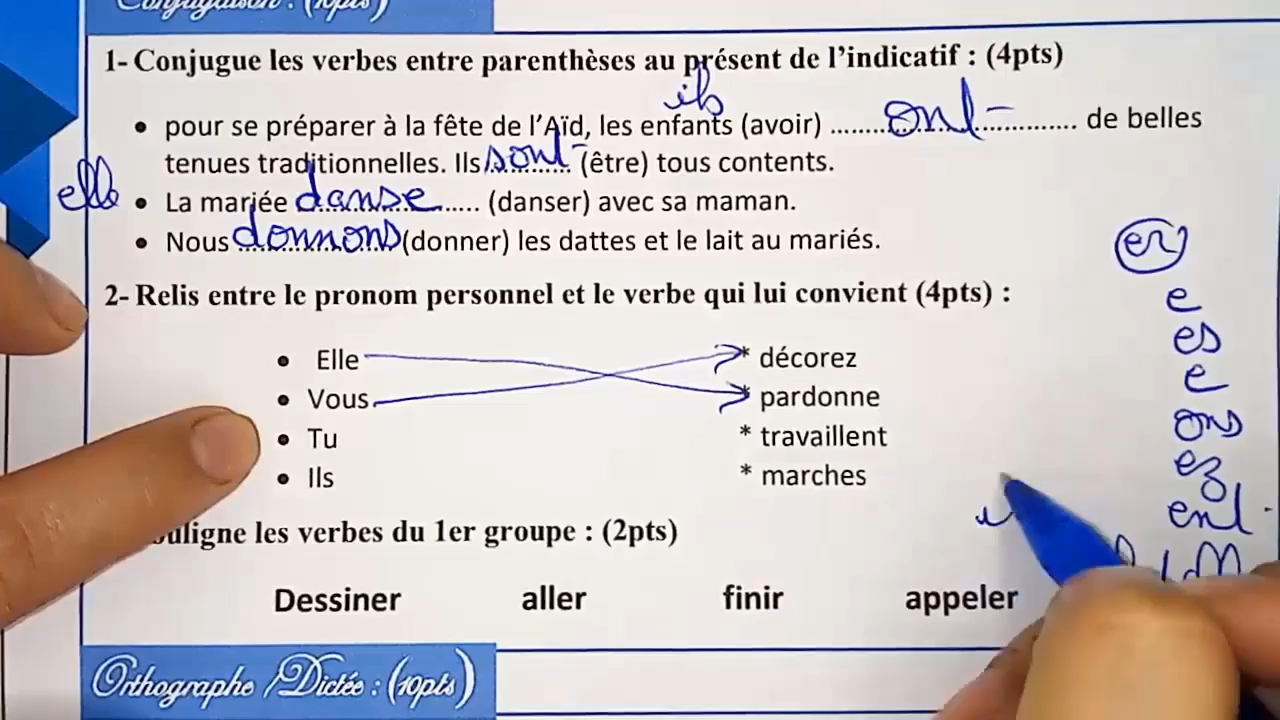 Conjugaison : (10pts)
1- Conjugue les verbes entre parenthèses au présent de l'indicatif : (4pts)
ils
pour se préparer à la fête de l'Aïd, les enfants (avoir) ........ont............ de belles
tenues traditionnelles. Ils sont (être) tous contents.
elle
La mariée danse..... (danser) avec sa maman.
Nous donnons (donner) les dattes et le lait au mariés.
er
2- Relis entre le pronom personnel et le verbe qui lui convient (4pts) :
e
Elle * décorez
es
Vous * pardonne
e
Tu * travaillent
ons
Ils * marches
ez
ent
ligne les verbes du 1er groupe : (2pts)
Dessiner aller finir appeler
Orthographe /Dictée : (10pts)